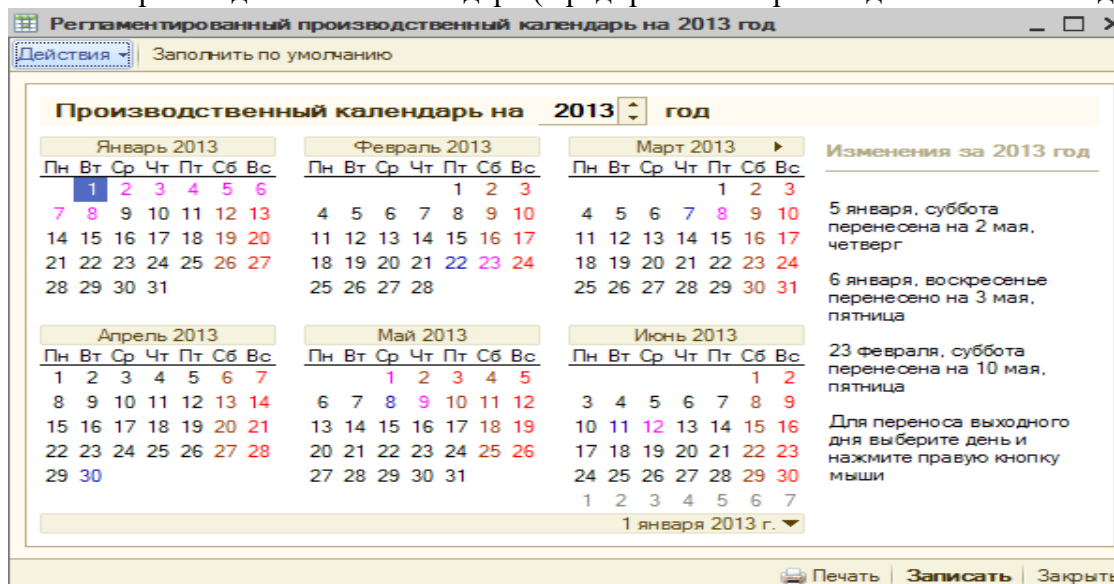 Регламентированный производственный календарь на 2013 год
Действия Заполнить по умолчанию
Производственный календарь на 2013 год
Январь 2013 Февраль 2013 Март 2013
Изменения за 2013 год
Пн Вт Ср Чт Пт Сб Вс Пн Вт Ср Чт Пт Сб Вс Пн Вт Ср Чт Пт Сб Вс
1 2 3 4 5 6 1 2 3 1 2 3
7 8 9 10 11 12 13 4 5 6 7 8 9 10 4 5 6 7 8 9 10
14 15 16 17 18 19 20 11 12 13 14 15 16 17 11 12 13 14 15 16 17
21 22 23 24 25 26 27 18 19 20 21 22 23 24 18 19 20 21 22 23 24
28 29 30 31 25 26 27 28 25 26 27 28 29 30 31
Апрель 2013 Май 2013 Июнь 2013
Пн Вт Ср Чт Пт Сб Вс Пн Вт Ср Чт Пт Сб Вс Пн Вт Ср Чт Пт Сб Вс
1 2 3 4 5 6 7 1 2 3 4 5 1 2
8 9 10 11 12 13 14 6 7 8 9 10 11 12 3 4 5 6 7 8 9
15 16 17 18 19 20 21 13 14 15 16 17 18 19 10 11 12 13 14 15 16
22 23 24 25 26 27 28 20 21 22 23 24 25 26 17 18 19 20 21 22 23
29 30 27 28 29 30 31 24 25 26 27 28 29 30
1 2 3 4 5 6 7
1 января 2013 г.
5 января, суббота
перенесена на 2 мая,
четверг
6 января, воскресенье
перенесено на 3 мая,
пятница
23 февраля, суббота
перенесена на 10 мая,
пятница
Для переноса выходного
дня выберите день и
нажмите правую кнопку
мыши
Печать Записать Закрыть